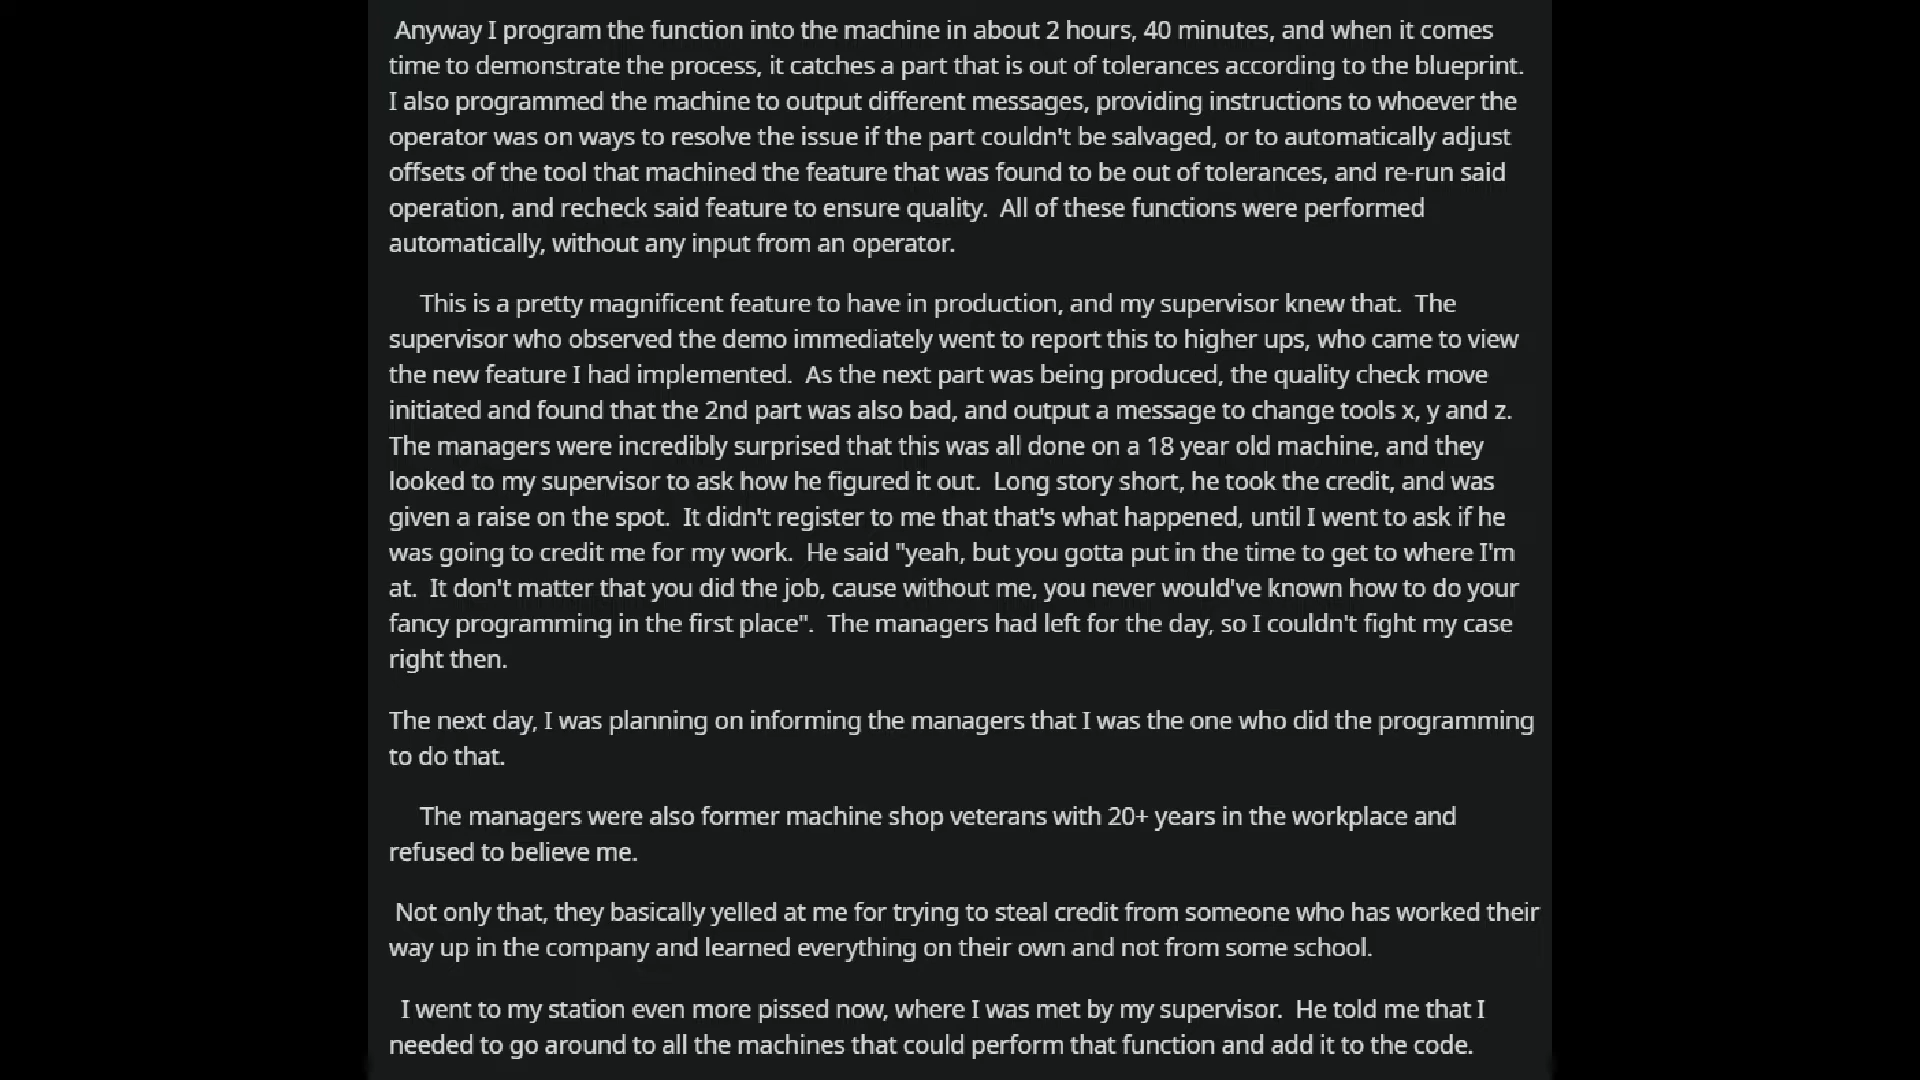 Anyway I program the function into the machine in about 2 hours, 40 minutes, and when it comes
time to demonstrate the process, it catches a part that is out of tolerances according to the blueprint.
I also programmed the machine to output different messages, providing instructions to whoever the
operator was on ways to resolve the issue if the part couldn't be salvaged, or to automatically adjust
offsets of the tool that machined the feature that was found to be out of tolerances, and re-run said
operation, and recheck said feature to ensure quality.  All of these functions were performed
automatically, without any input from an operator.
This is a pretty magnificent feature to have in production, and my supervisor knew that.  The
supervisor who observed the demo immediately went to report this to higher ups, who came to view
the new feature I had implemented.  As the next part was being produced, the quality check move
initiated and found that the 2nd part was also bad, and output a message to change tools x, y and z.
The managers were incredibly surprised that this was all done on a 18 year old machine, and they
looked to my supervisor to ask how he figured it out.  Long story short, he took the credit, and was
given a raise on the spot.  It didn't register to me that that's what happened, until I went to ask if he
was going to credit me for my work.  He said "yeah, but you gotta put in the time to get to where I'm
at.  It don't matter that you did the job, cause without me, you never would've known how to do your
fancy programming in the first place".  The managers had left for the day, so I couldn't fight my case
right then.
The next day, I was planning on informing the managers that I was the one who did the programming
to do that.
The managers were also former machine shop veterans with 20+ years in the workplace and
refused to believe me.
Not only that, they basically yelled at me for trying to steal credit from someone who has worked their
way up in the company and learned everything on their own and not from some school.
I went to my station even more pissed now, where I was met by my supervisor.  He told me that I
needed to go around to all the machines that could perform that function and add it to the code.